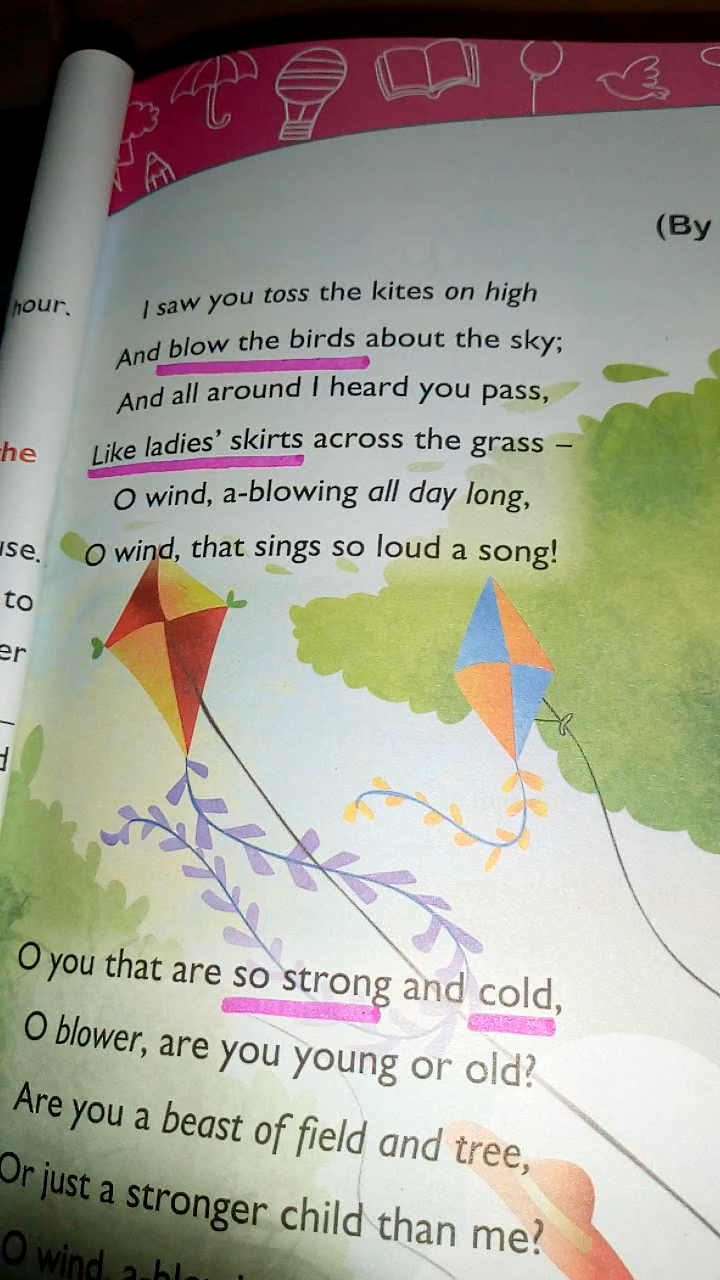 (By
hour.
I saw you toss the kites on high
And blow the birds about the sky;
And all around I heard you pass,
he
Like ladies' skirts across the grass –
O wind, a-blowing all day long,
use.
O wind, that sings so loud a song!
to
er
d
O you that are so strong and cold,
O blower, are you young or old?
Are you a beast of field and tree,
Or just a stronger child than me?
O wind, a-bl